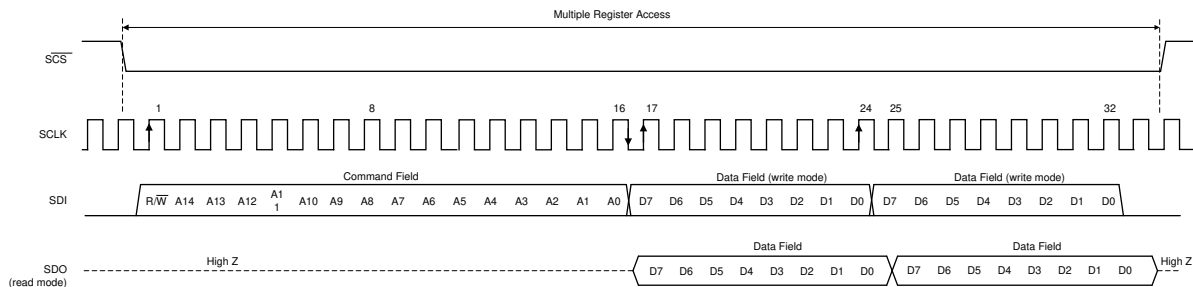 Multiple Register Access
SCS
1 8 16 17 24 25 32
SCLK
Command Field Data Field (write mode) Data Field (write mode)
SDI R/W A14 A13 A12 A11 A10 A9 A8 A7 A6 A5 A4 A3 A2 A1 A0 D7 D6 D5 D4 D3 D2 D1 D0 D7 D6 D5 D4 D3 D2 D1 D0
Data Field Data Field
High Z High Z
SDO D7 D6 D5 D4 D3 D2 D1 D0 D7 D6 D5 D4 D3 D2 D1 D0
(read mode)